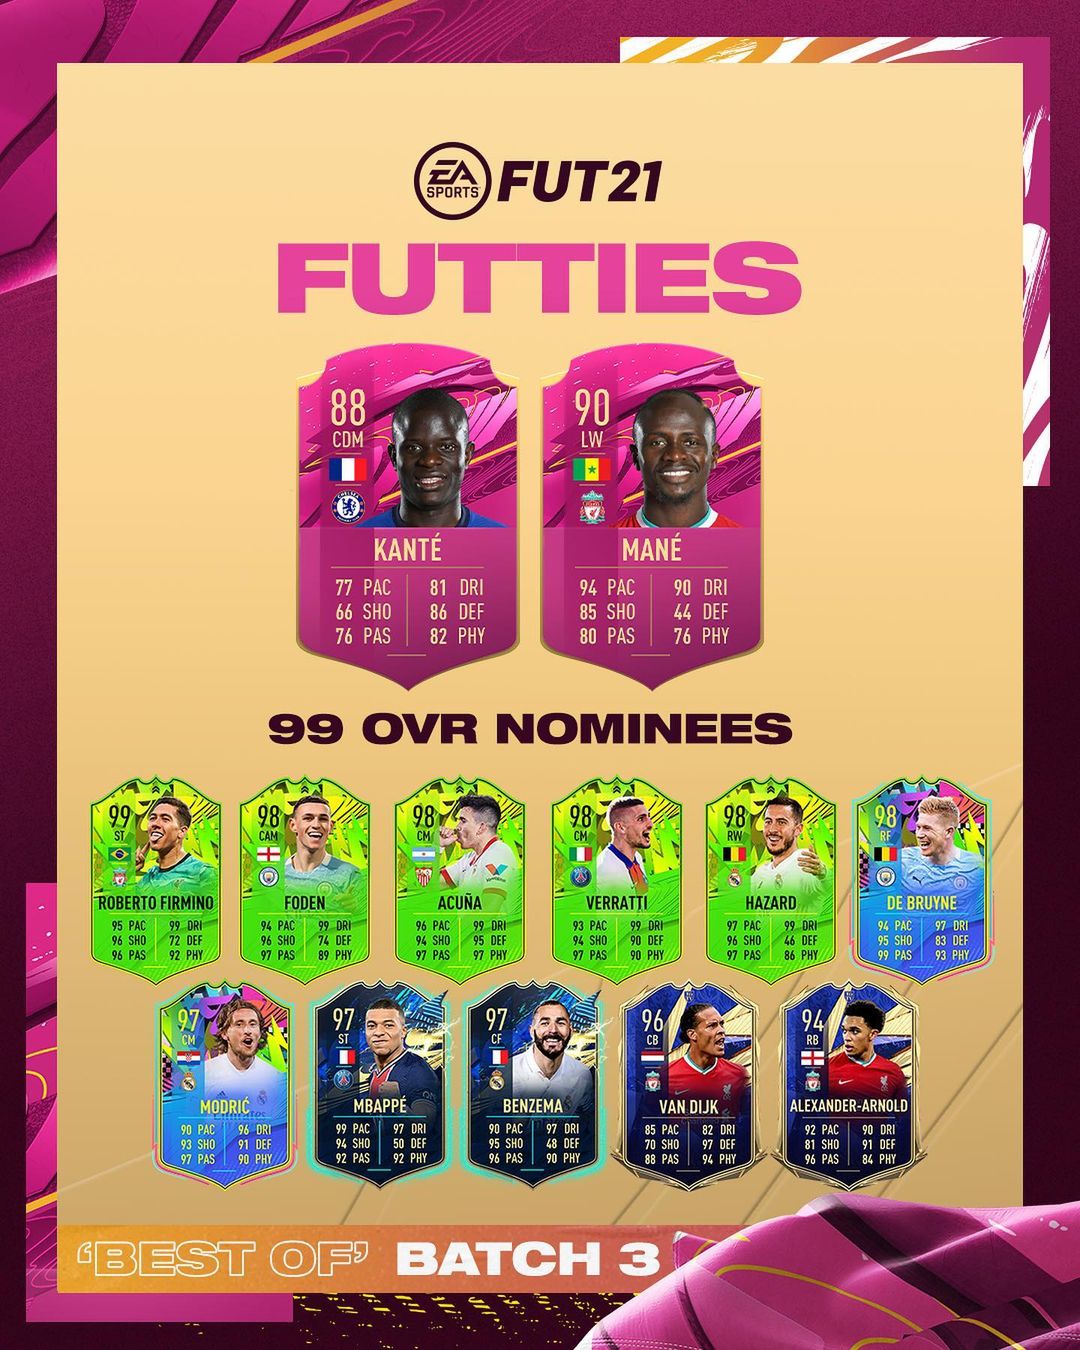 EA SPORTS FUT21
FUTTIES
88
CDM
KANTÉ
77 PAC 81 DRI
66 SHO 86 DEF
76 PAS 82 PHY
90
LW
MANÉ
94 PAC 90 DRI
85 SHO 44 DEF
80 PAS 76 PHY
99 OVR NOMINEES
99
ST
ROBERTO FIRMINO
95 PAC 99 DRI
96 SHO 72 DEF
96 PAS 92 PHY
98
CAM
FODEN
94 PAC 99 DRI
96 SHO 74 DEF
97 PAS 89 PHY
98
CM
ACUÑA
96 PAC 99 DRI
94 SHO 95 DEF
97 PAS 97 PHY
98
CM
VERRATTI
93 PAC 99 DRI
94 SHO 90 DEF
97 PAS 90 PHY
98
RW
HAZARD
97 PAC 99 DRI
96 SHO 46 DEF
97 PAS 86 PHY
98
RF
DE BRUYNE
94 PAC 97 DRI
95 SHO 83 DEF
99 PAS 93 PHY
97
CM
MODRIĆ
90 PAC 96 DRI
93 SHO 91 DEF
97 PAS 90 PHY
97
ST
MBAPPÉ
99 PAC 97 DRI
94 SHO 50 DEF
92 PAS 92 PHY
97
CF
BENZEMA
90 PAC 97 DRI
95 SHO 48 DEF
96 PAS 90 PHY
96
CB
VAN DIJK
85 PAC 82 DRI
70 SHO 97 DEF
88 PAS 94 PHY
94
RB
ALEXANDER-ARNOLD
92 PAC 90 DRI
81 SHO 91 DEF
96 PAS 84 PHY
‘BEST OF’ BATCH 3